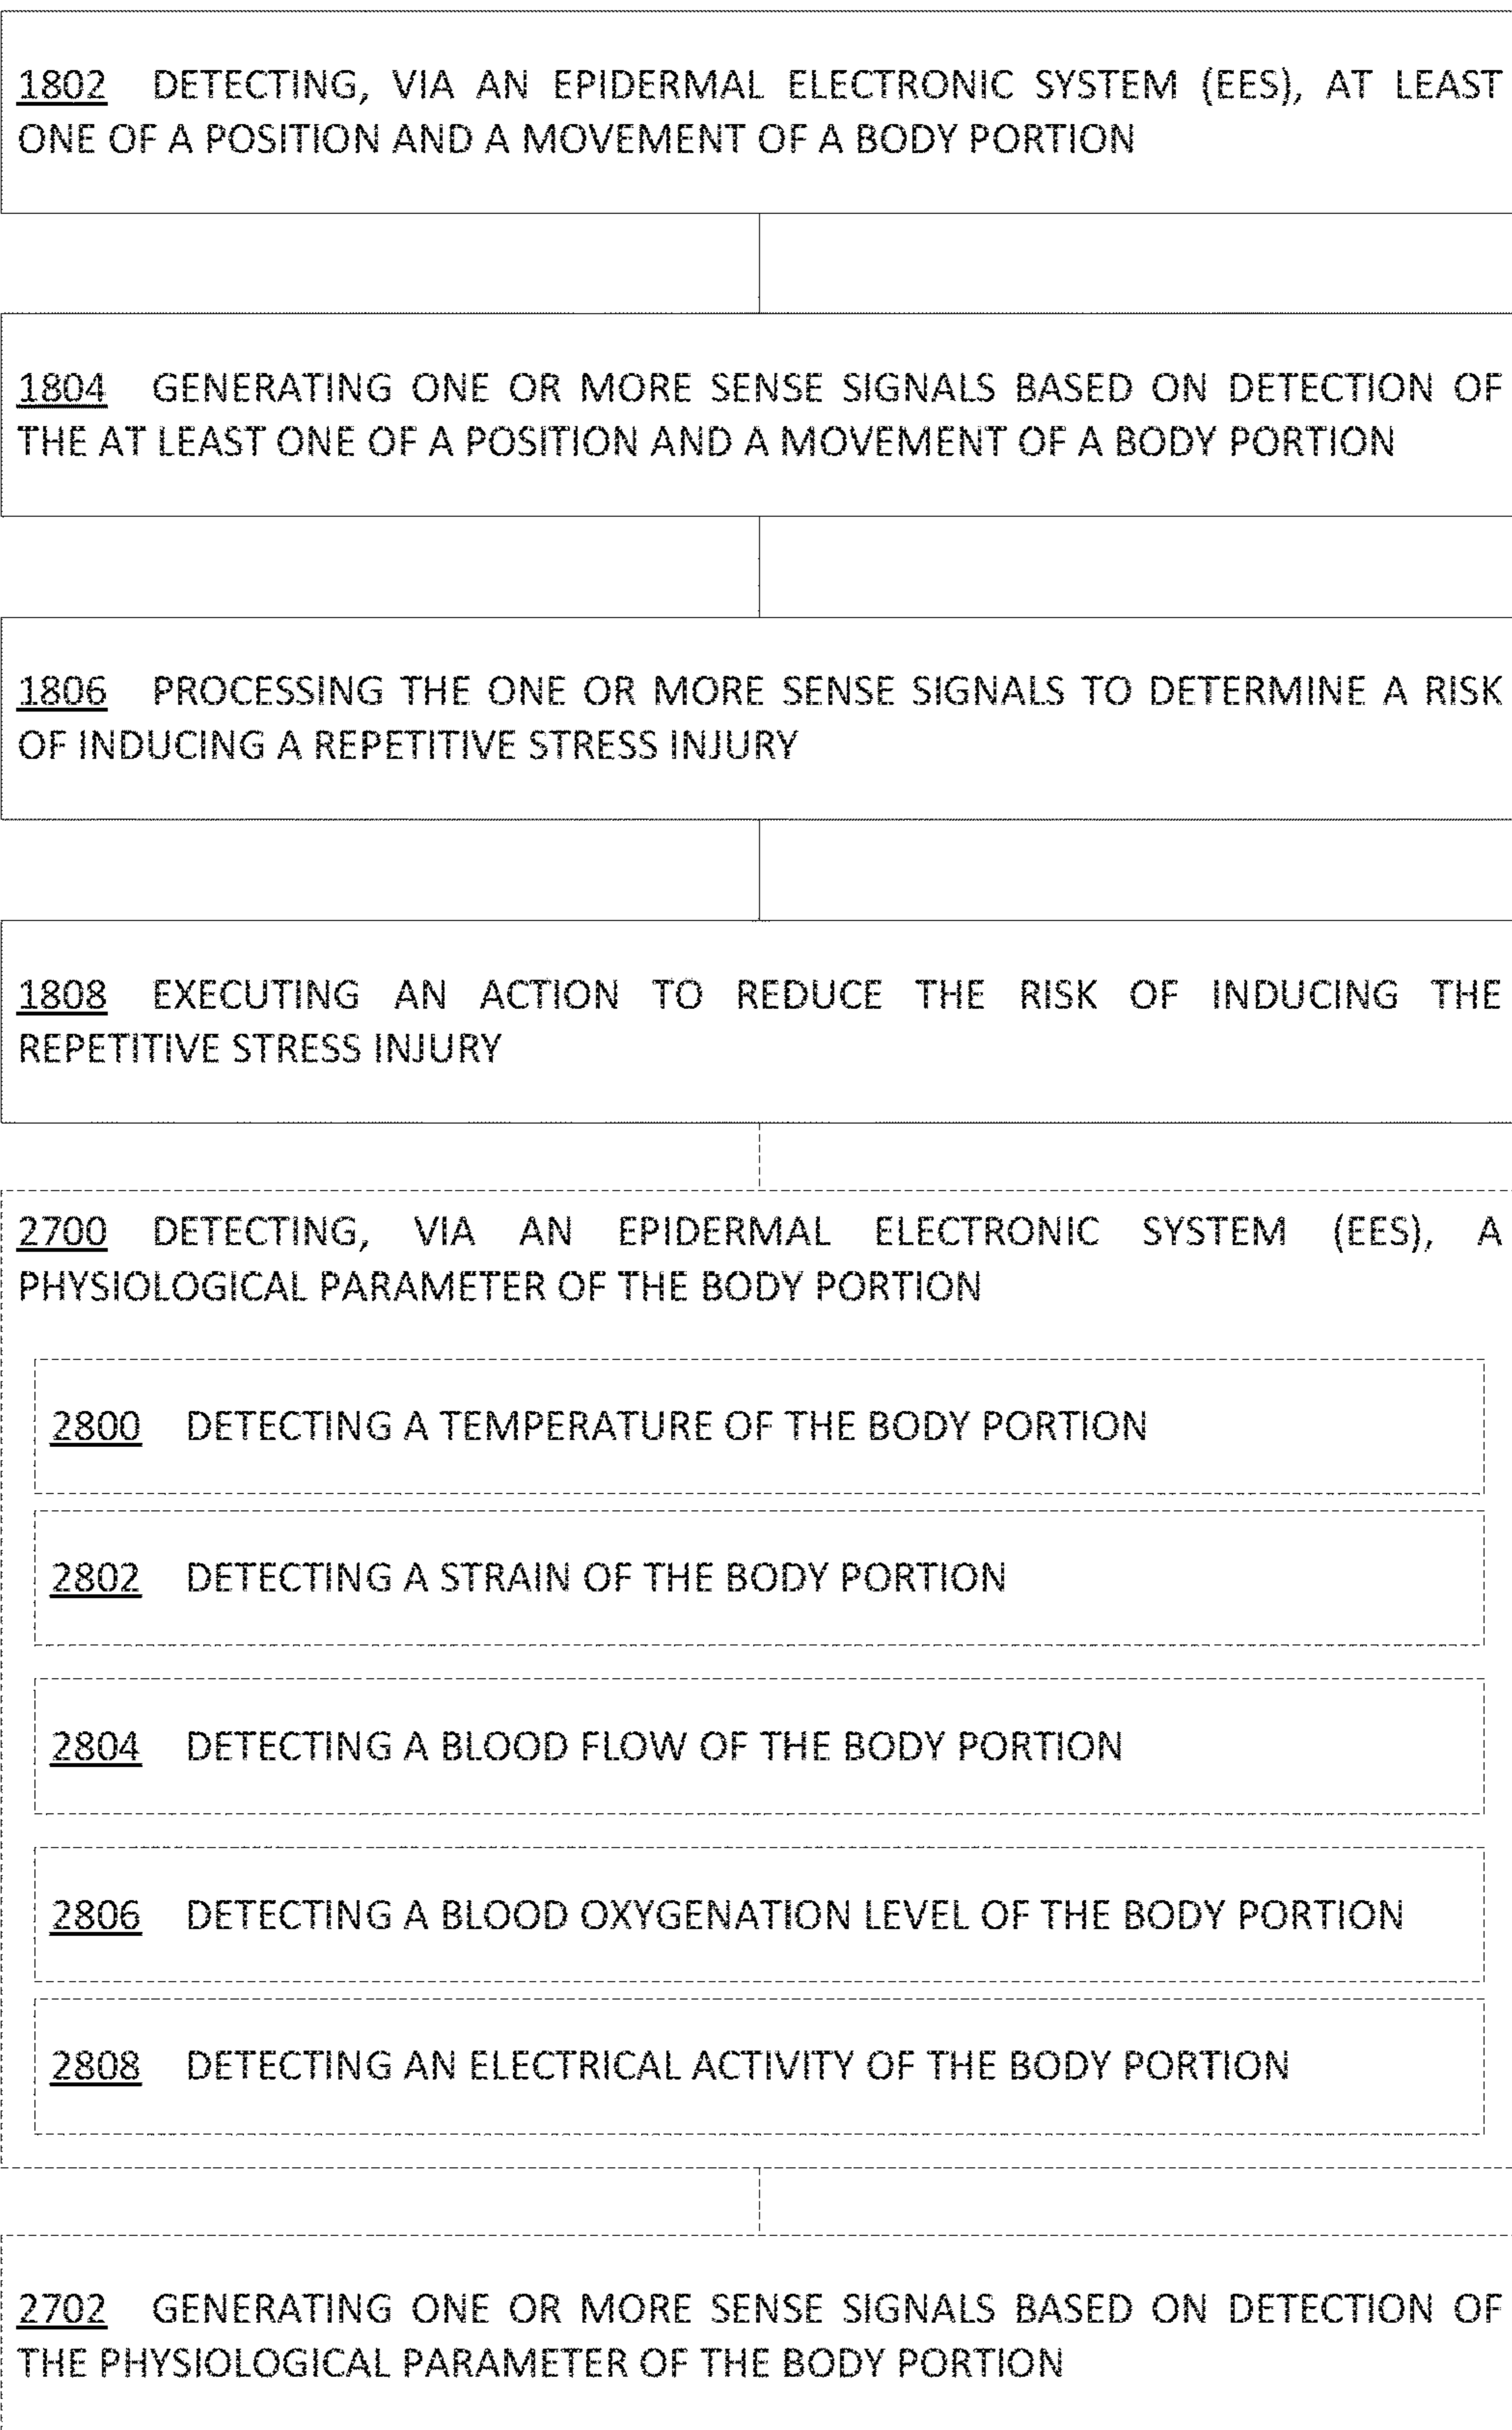 1802 DETECTING, VIA AN EPIDERMAL ELECTRONIC SYSTEM (EES), AT LEAST
ONE OF A POSITION AND A MOVEMENT OF A BODY PORTION
1804 GENERATING ONE OR MORE SENSE SIGNALS BASED ON DETECTION OF
THE AT LEAST ONE OF A POSITION AND A MOVEMENT OF A BODY PORTION
1806 PROCESSING THE ONE OR MORE SENSE SIGNALS TO DETERMINE A RISK
OF INDUCING A REPETITIVE STRESS INJURY
1808 EXECUTING AN ACTION TO REDUCE THE RISK OF INDUCING THE
REPETITIVE STRESS INJURY
2700 DETECTING, VIA AN EPIDERMAL ELECTRONIC SYSTEM (EES), A
PHYSIOLOGICAL PARAMETER OF THE BODY PORTION
2800 DETECTING A TEMPERATURE OF THE BODY PORTION
2802 DETECTING A STRAIN OF THE BODY PORTION
2804 DETECTING A BLOOD FLOW OF THE BODY PORTION
2806 DETECTING A BLOOD OXYGENATION LEVEL OF THE BODY PORTION
2808 DETECTING AN ELECTRICAL ACTIVITY OF THE BODY PORTION
2702 GENERATING ONE OR MORE SENSE SIGNALS BASED ON DETECTION OF
THE PHYSIOLOGICAL PARAMETER OF THE BODY PORTION